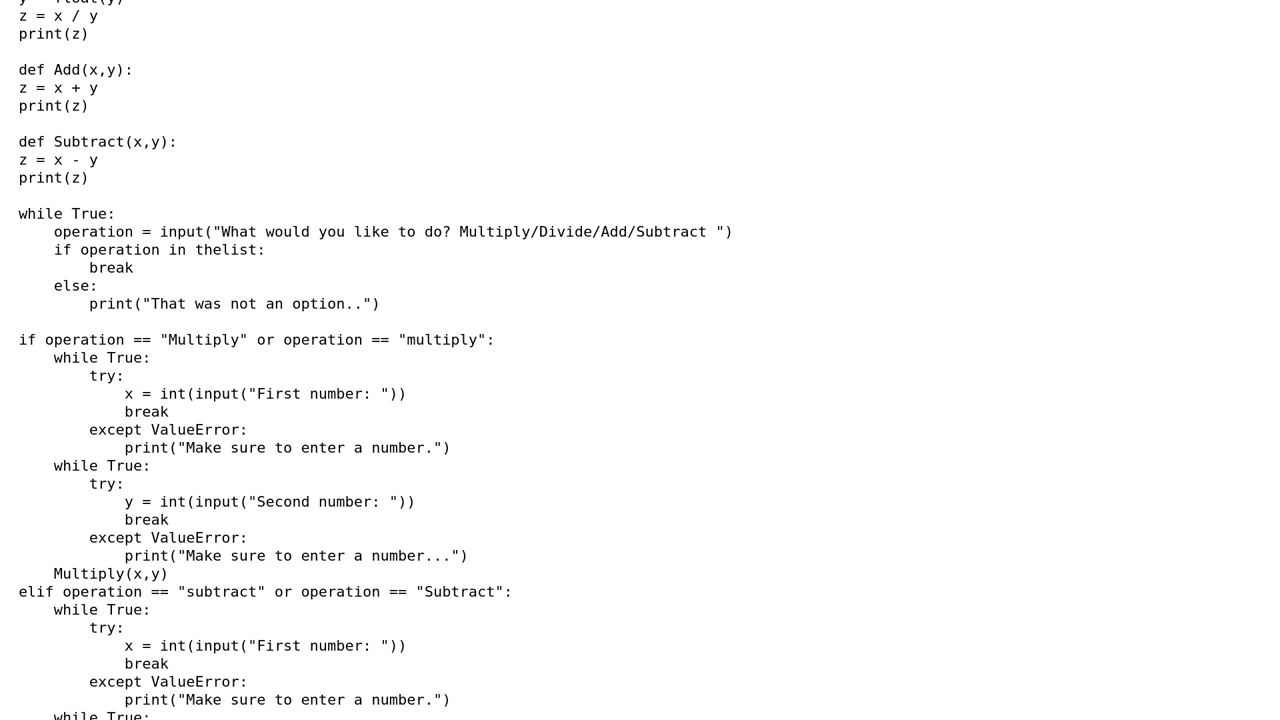 y = float(y)
z = x / y
print(z)

def Add(x,y):
z = x + y
print(z)

def Subtract(x,y):
z = x - y
print(z)

while True:
    operation = input("What would you like to do? Multiply/Divide/Add/Subtract ")
    if operation in thelist:
        break
    else:
        print("That was not an option..")

if operation == "Multiply" or operation == "multiply":
    while True:
        try:
            x = int(input("First number: "))
            break
        except ValueError:
            print("Make sure to enter a number.")
    while True:
        try:
            y = int(input("Second number: "))
            break
        except ValueError:
            print("Make sure to enter a number...")
    Multiply(x,y)
elif operation == "subtract" or operation == "Subtract":
    while True:
        try:
            x = int(input("First number: "))
            break
        except ValueError:
            print("Make sure to enter a number.")
    while True: